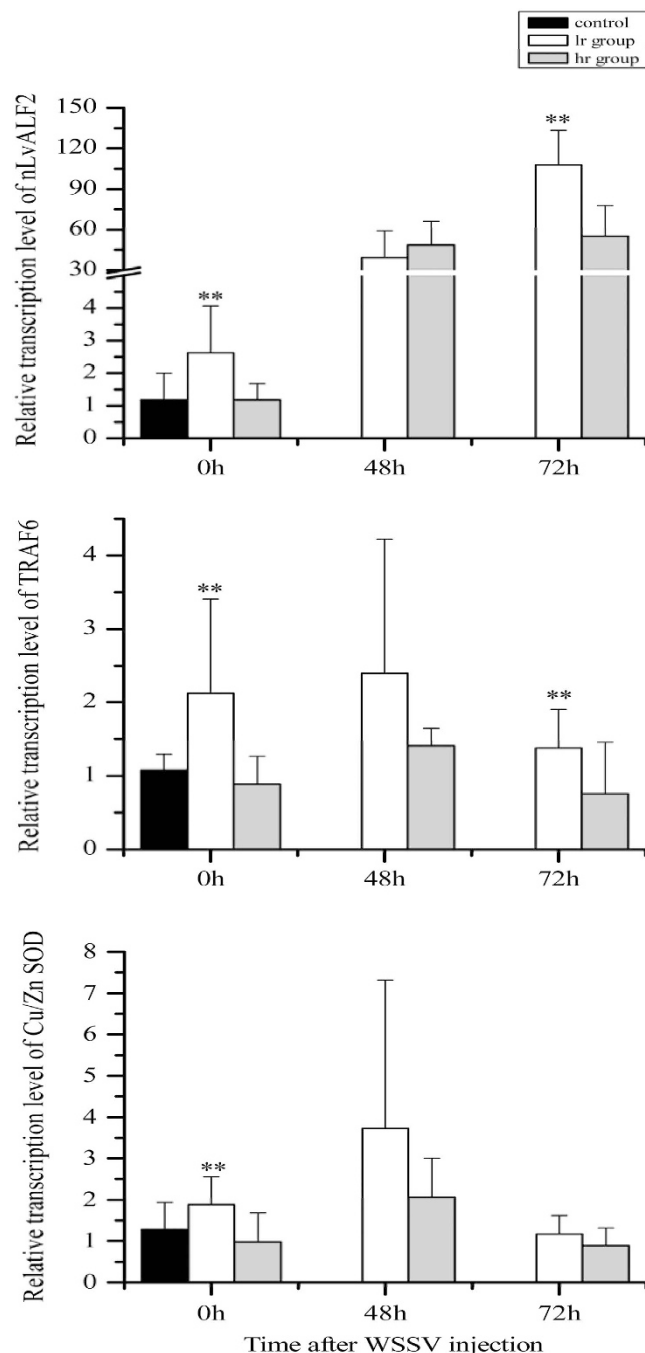 control
lr group
hr group
Relative transcription level of nLvALF2
150
120
90
60
30
4
3
2
1
0
**
**
0h 48h 72h
Relative transcription level of TRAF6
4
3
2
1
0
**
**
0h 48h 72h
Relative transcription level of Cu/Zn SOD
8
7
6
5
4
3
2
1
0
**
0h 48h 72h
Time after WSSV injection